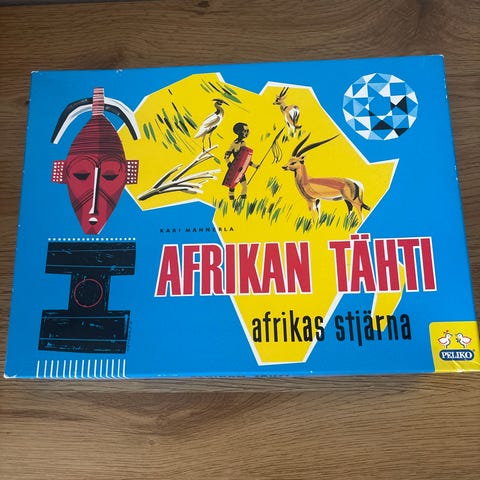 KARI MANNERLA
AFRIKAN TÄHTI
afrikas stjärna
PELIKO